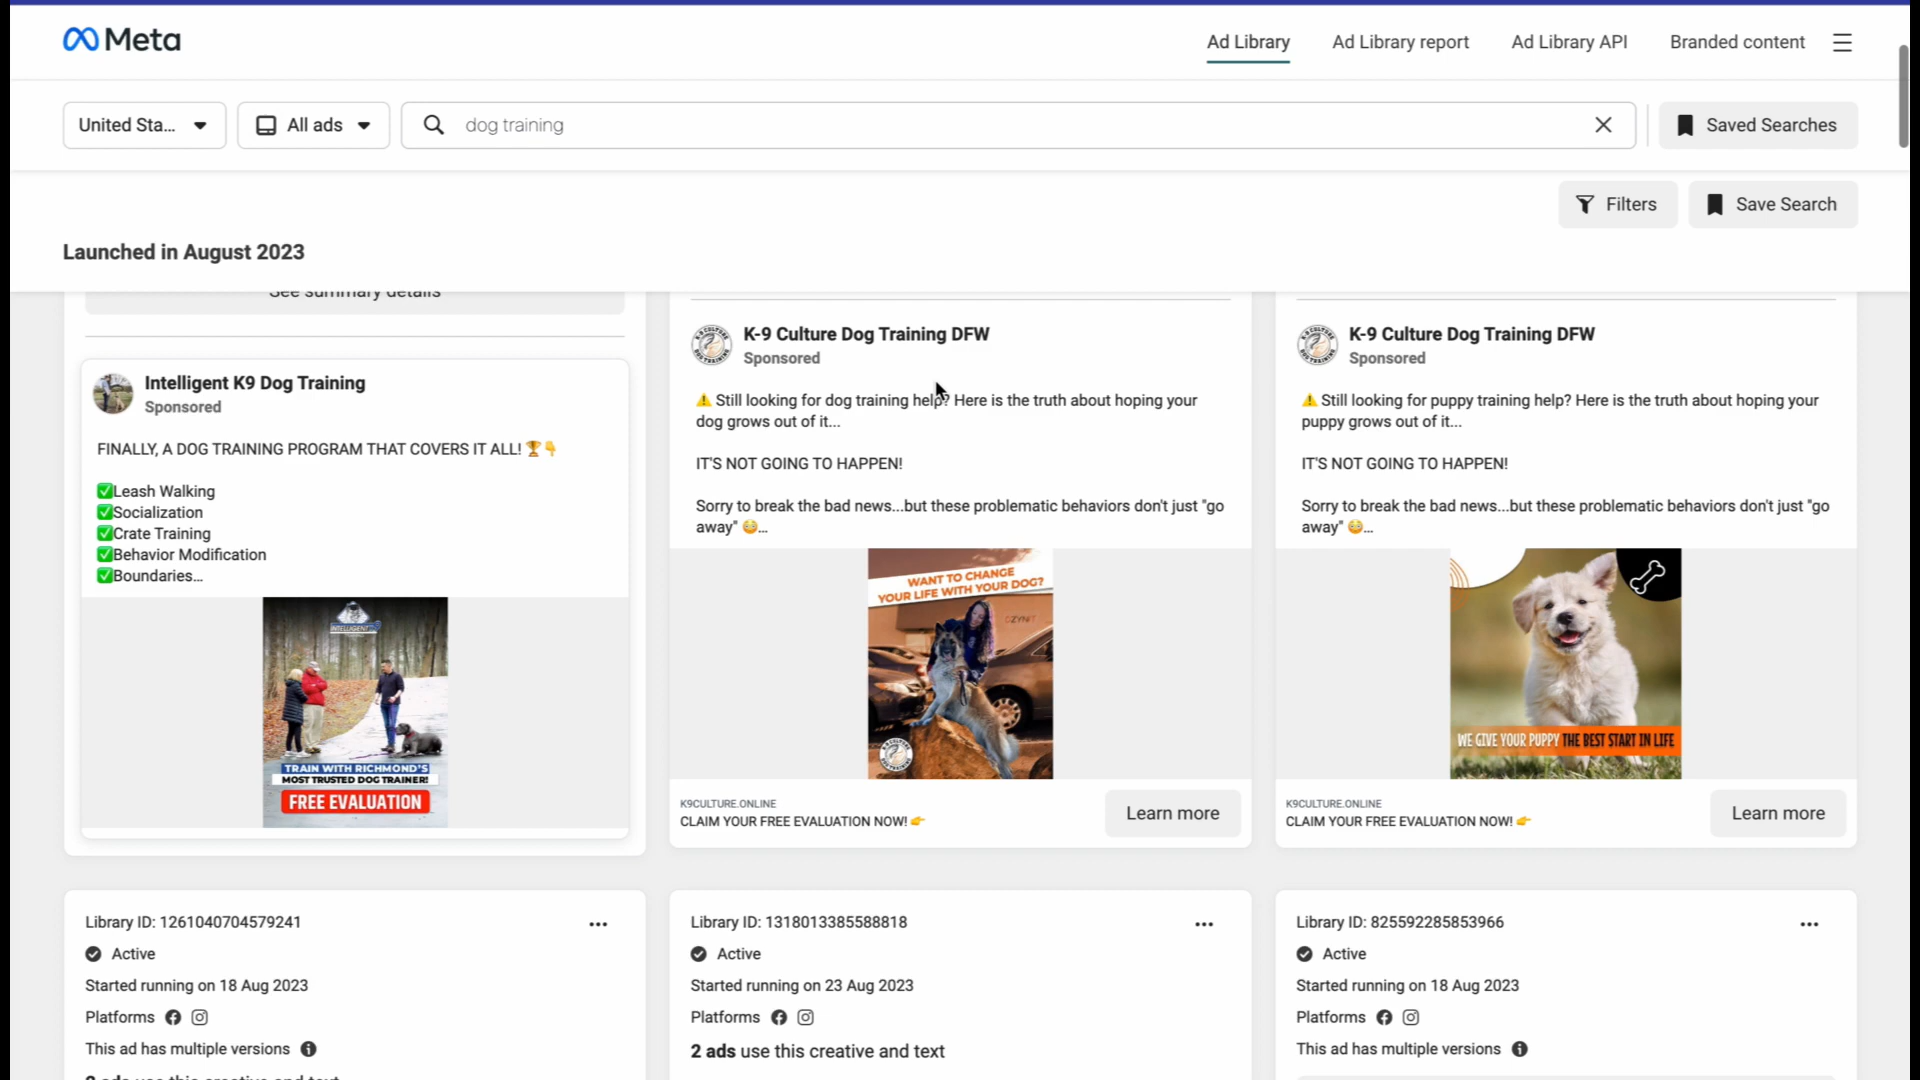 Meta
Ad Library
Ad Library report
Ad Library API
Branded content
United Sta...
All ads
dog training
Saved Searches
Filters
Save Search
Launched in August 2023
See summary details
Intelligent K9 Dog Training
Sponsored
FINALLY, A DOG TRAINING PROGRAM THAT COVERS IT ALL! 🏆👇
✅Leash Walking
✅Socialization
✅Crate Training
✅Behavior Modification
✅Boundaries...
INTELLIGENT
TRAIN WITH RICHMOND'S
MOST TRUSTED DOG TRAINER!
FREE EVALUATION
K-9 Culture Dog Training DFW
Sponsored
⚠️ Still looking for dog training help? Here is the truth about hoping your
dog grows out of it...
IT'S NOT GOING TO HAPPEN!
Sorry to break the bad news...but these problematic behaviors don't just "go
away" 😳...
WANT TO CHANGE
YOUR LIFE WITH YOUR DOG?
K9CULTURE.ONLINE
CLAIM YOUR FREE EVALUATION NOW! 👉
Learn more
K-9 Culture Dog Training DFW
Sponsored
⚠️ Still looking for puppy training help? Here is the truth about hoping your
puppy grows out of it...
IT'S NOT GOING TO HAPPEN!
Sorry to break the bad news...but these problematic behaviors don't just "go
away" 😳...
WE GIVE YOUR PUPPY THE BEST START IN LIFE
K9CULTURE.ONLINE
CLAIM YOUR FREE EVALUATION NOW! 👉
Learn more
Library ID: 1261040704579241
Active
Started running on 18 Aug 2023
Platforms
This ad has multiple versions
2 ads use this creative and text
Library ID: 1318013385588818
Active
Started running on 23 Aug 2023
Platforms
2 ads use this creative and text
Library ID: 825592285853966
Active
Started running on 18 Aug 2023
Platforms
This ad has multiple versions